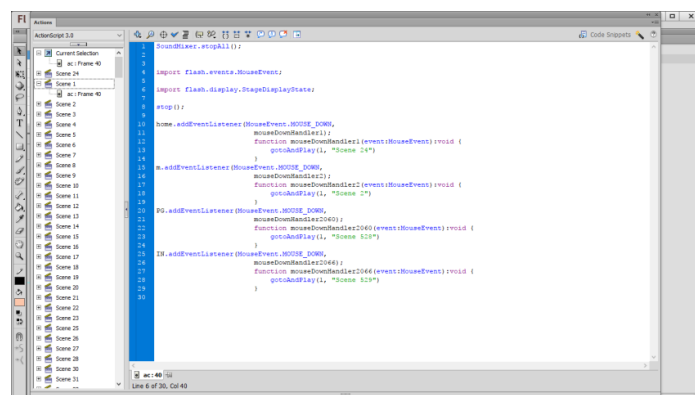 Fl
Actions
ActionScript 3.0
Code Snippets
Current Selection
ac : Frame 40
Scene 24
Scene 1
ac : Frame 40
Scene 2
Scene 3
Scene 4
Scene 5
Scene 6
Scene 7
Scene 8
Scene 9
Scene 10
Scene 11
Scene 12
Scene 13
Scene 14
Scene 15
Scene 16
Scene 17
Scene 18
Scene 19
Scene 20
Scene 21
Scene 22
Scene 23
Scene 25
Scene 26
Scene 27
Scene 28
Scene 30
Scene 31
1 SoundMixer.stopAll();
2
3
4 import flash.events.MouseEvent;
5
6 import flash.display.StageDisplayState;
7
8 stop();
9
10 home.addEventListener(MouseEvent.MOUSE_DOWN,
11 mouseDownHandler1);
12 function mouseDownHandler1(event:MouseEvent):void {
13 gotoAndPlay(1, "Scene 24")
14 }
15 m.addEventListener(MouseEvent.MOUSE_DOWN,
16 mouseDownHandler2);
17 function mouseDownHandler2(event:MouseEvent):void {
18 gotoAndPlay(1, "Scene 2")
19 }
20 PG.addEventListener(MouseEvent.MOUSE_DOWN,
21 mouseDownHandler2060);
22 function mouseDownHandler2060(event:MouseEvent):void {
23 gotoAndPlay(1, "Scene 528")
24 }
25 IN.addEventListener(MouseEvent.MOUSE_DOWN,
26 mouseDownHandler2066);
27 function mouseDownHandler2066(event:MouseEvent):void {
28 gotoAndPlay(1, "Scene 529")
29 }
30
ac : 40
Line 6 of 30, Col 40